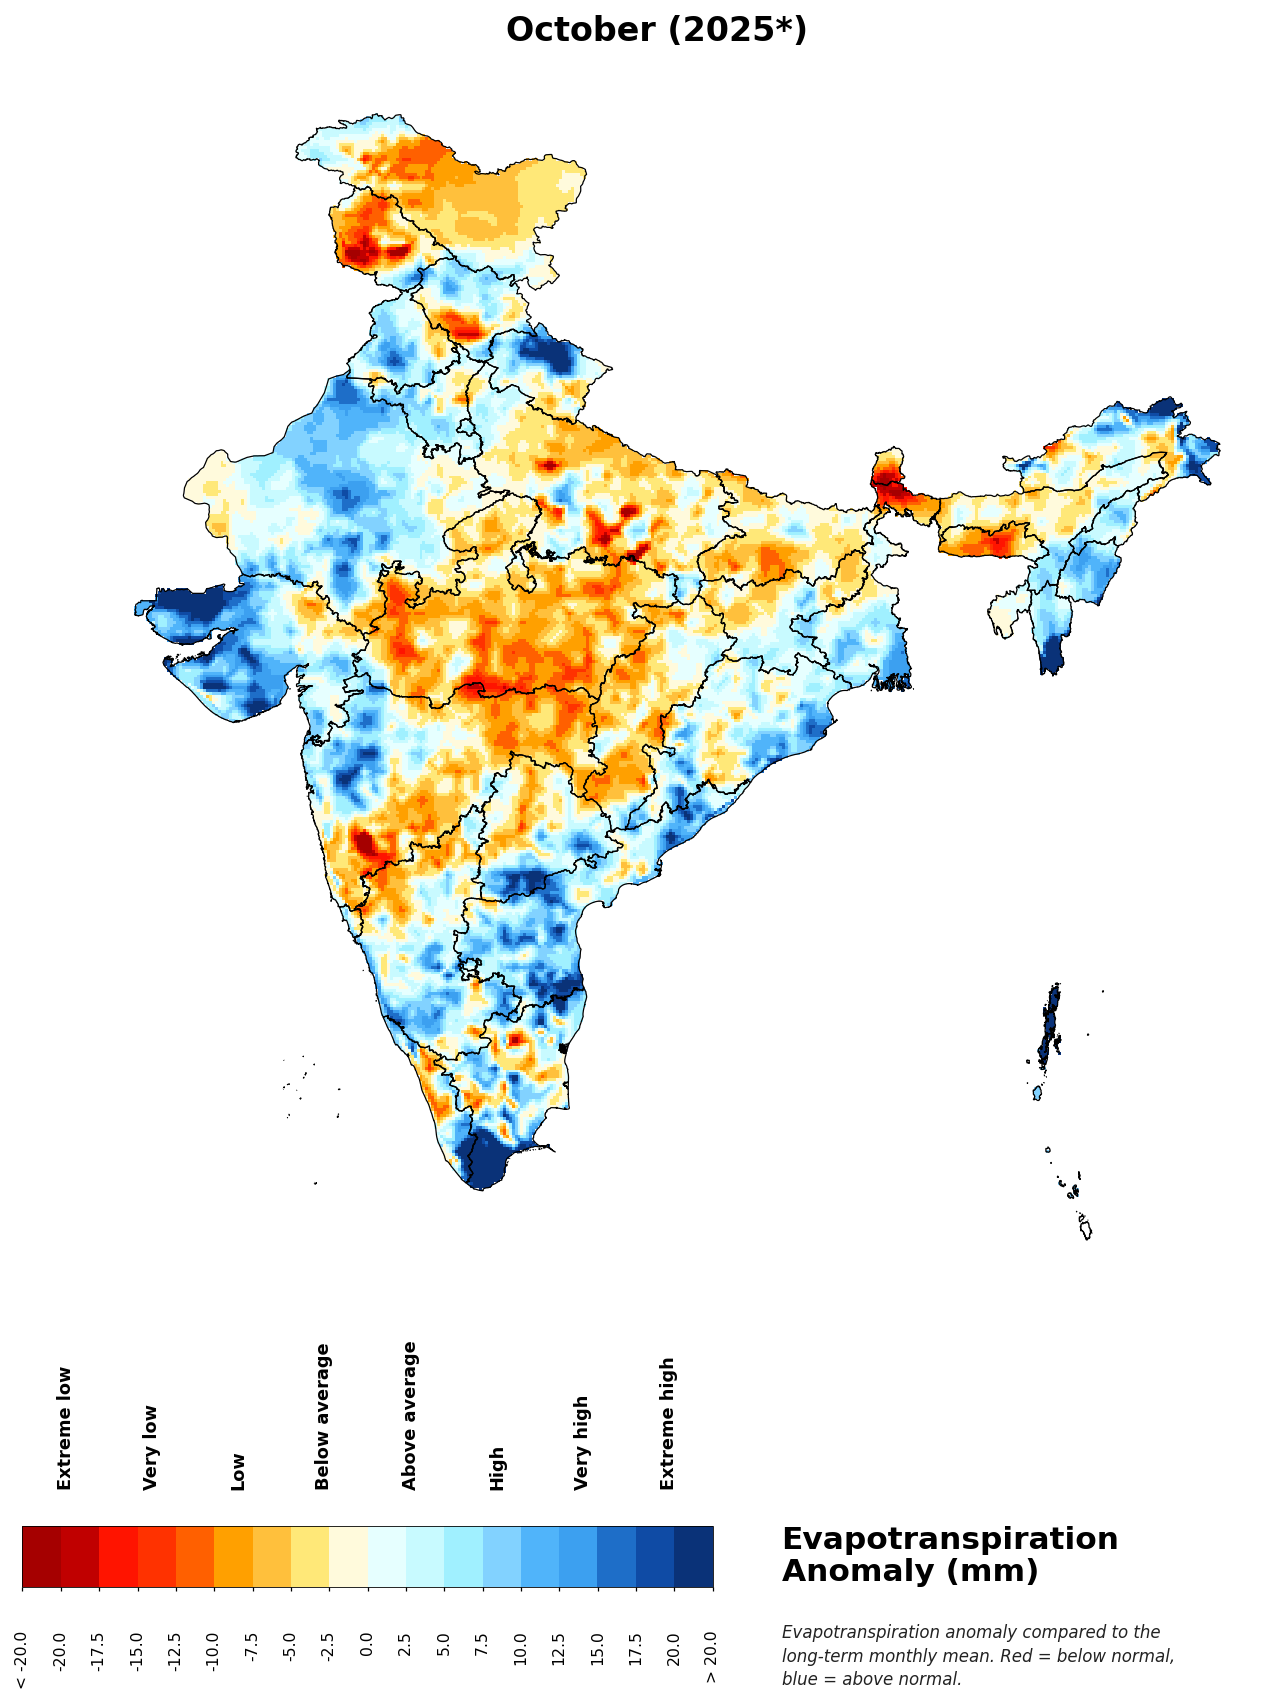 October (2025*)
Extreme low
Very low
Low
Below average
Above average
High
Very high
Extreme high
< -20.0
-20.0
-17.5
-15.0
-12.5
-10.0
-7.5
-5.0
-2.5
0.0
2.5
5.0
7.5
10.0
12.5
15.0
17.5
20.0
> 20.0
Evapotranspiration
Anomaly (mm)
Evapotranspiration anomaly compared to the
long-term monthly mean. Red = below normal,
blue = above normal.